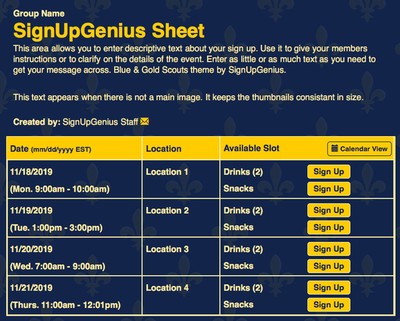 Group Name
SignUpGenius Sheet
This area allows you to enter descriptive text about your sign up. Use it to give your members
instructions or to clarify on the details of the event. Enter as little or as much text as you need to
get your message across. Blue & Gold Scouts theme by SignUpGenius.
This text appears when there is not a main image. It keeps the thumbnails consistant in size.
Created by: SignUpGenius Staff
Date (mm/dd/yyyy EST) Location Available Slot Calendar View
11/18/2019 Location 1 Drinks (2) Sign Up
(Mon. 9:00am - 10:00am) Snacks Sign Up
11/19/2019 Location 2 Drinks (2) Sign Up
(Tue. 1:00pm - 3:00pm) Snacks Sign Up
11/20/2019 Location 3 Drinks (2) Sign Up
(Wed. 7:00am - 9:00am) Snacks Sign Up
11/21/2019 Location 4 Drinks (2) Sign Up
(Thurs. 11:00am - 12:01pm) Snacks Sign Up